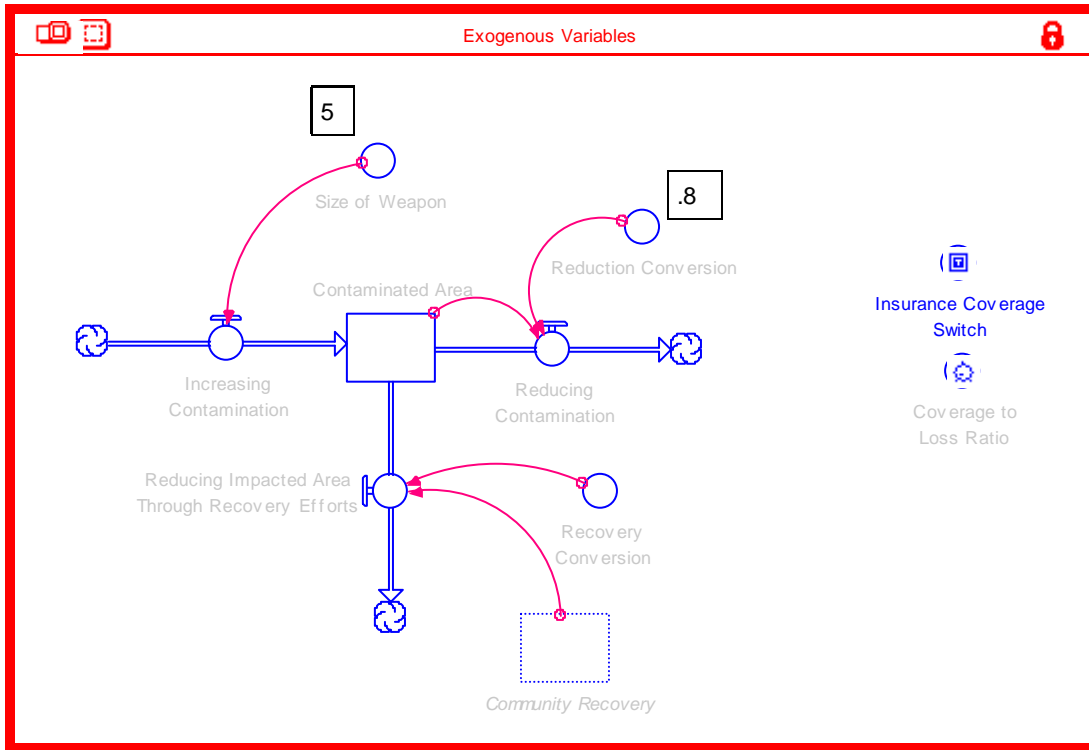 Exogenous Variables
5
Size of Weapon
.8
Reduction Conversion
Contaminated Area
Insurance Coverage
Switch
Increasing
Contamination
Reducing
Contamination
Coverage to
Loss Ratio
Reducing Impacted Area
Through Recovery Efforts
Recovery
Conversion
Community Recovery